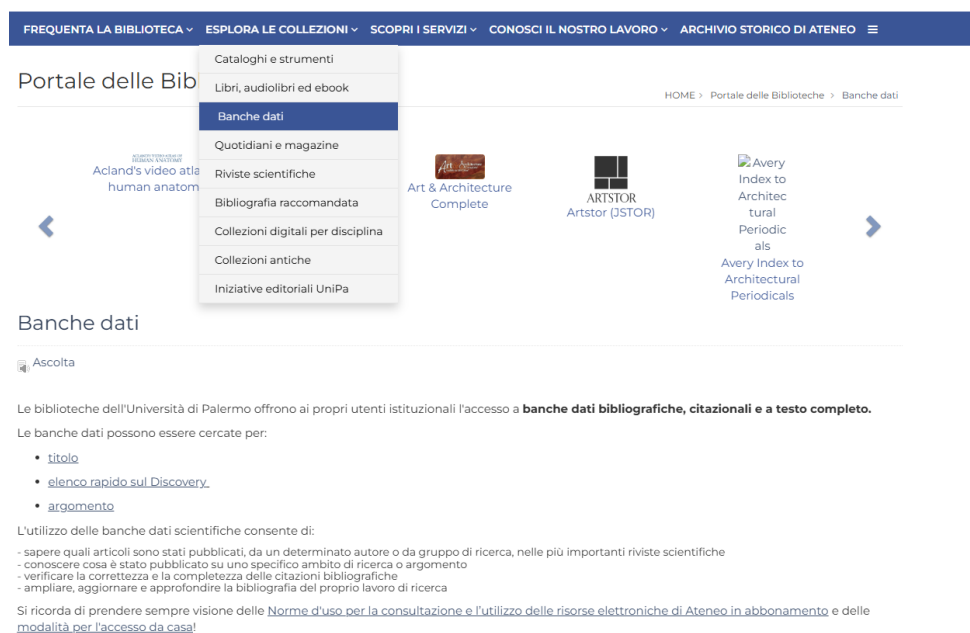 FREQUENTA LA BIBLIOTECA ESPLORA LE COLLEZIONI SCOPRI I SERVIZI CONOSCI IL NOSTRO LAVORO ARCHIVIO STORICO DI ATENEO
Cataloghi e strumenti
Libri, audiolibri ed ebook
Banche dati
Quotidiani e magazine
Riviste scientifiche
Bibliografia raccomandata
Collezioni digitali per disciplina
Collezioni antiche
Iniziative editoriali UniPa
Portale delle Bib
HOME > Portale delle Biblioteche > Banche dati
Acland's video atla
human anatom
Art & Architecture
Complete
ARTSTOR
Artstor (JSTOR)
Avery
Index to
Architec
tural
Periodic
als
Avery Index to
Architectural
Periodicals
Banche dati
Ascolta
Le biblioteche dell'Università di Palermo offrono ai propri utenti istituzionali l'accesso a banche dati bibliografiche, citazionali e a testo completo.
Le banche dati possono essere cercate per:
• titolo
• elenco rapido sul Discovery
• argomento
L'utilizzo delle banche dati scientifiche consente di:
- sapere quali articoli sono stati pubblicati, da un determinato autore o da gruppo di ricerca, nelle più importanti riviste scientifiche
- conoscere cosa è stato pubblicato su uno specifico ambito di ricerca o argomento
- verificare la correttezza e la completezza delle citazioni bibliografiche
- ampliare, aggiornare e approfondire la bibliografia del proprio lavoro di ricerca
Si ricorda di prendere sempre visione delle Norme d'uso per la consultazione e l'utilizzo delle risorse elettroniche di Ateneo in abbonamento e delle
modalità per l'accesso da casa!